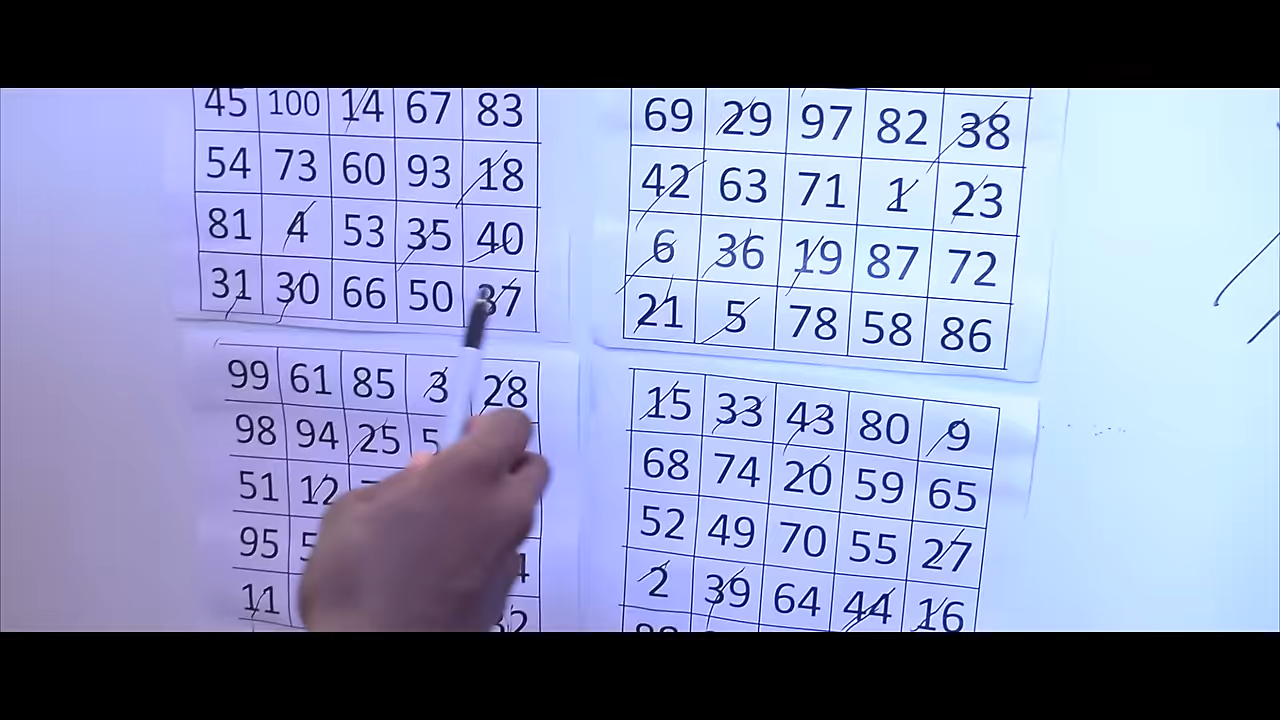 45 100 14 67 83
54 73 60 93 18
81 4 53 35 40
31 30 66 50 37
69 29 97 82 38
42 63 71 1 23
6 36 19 87 72
21 5 78 58 86
99 61 85 3 28
98 94 25
51 12
95
11
15 33 43 80 9
68 74 20 59 65
52 49 70 55 27
2 39 64 44 16